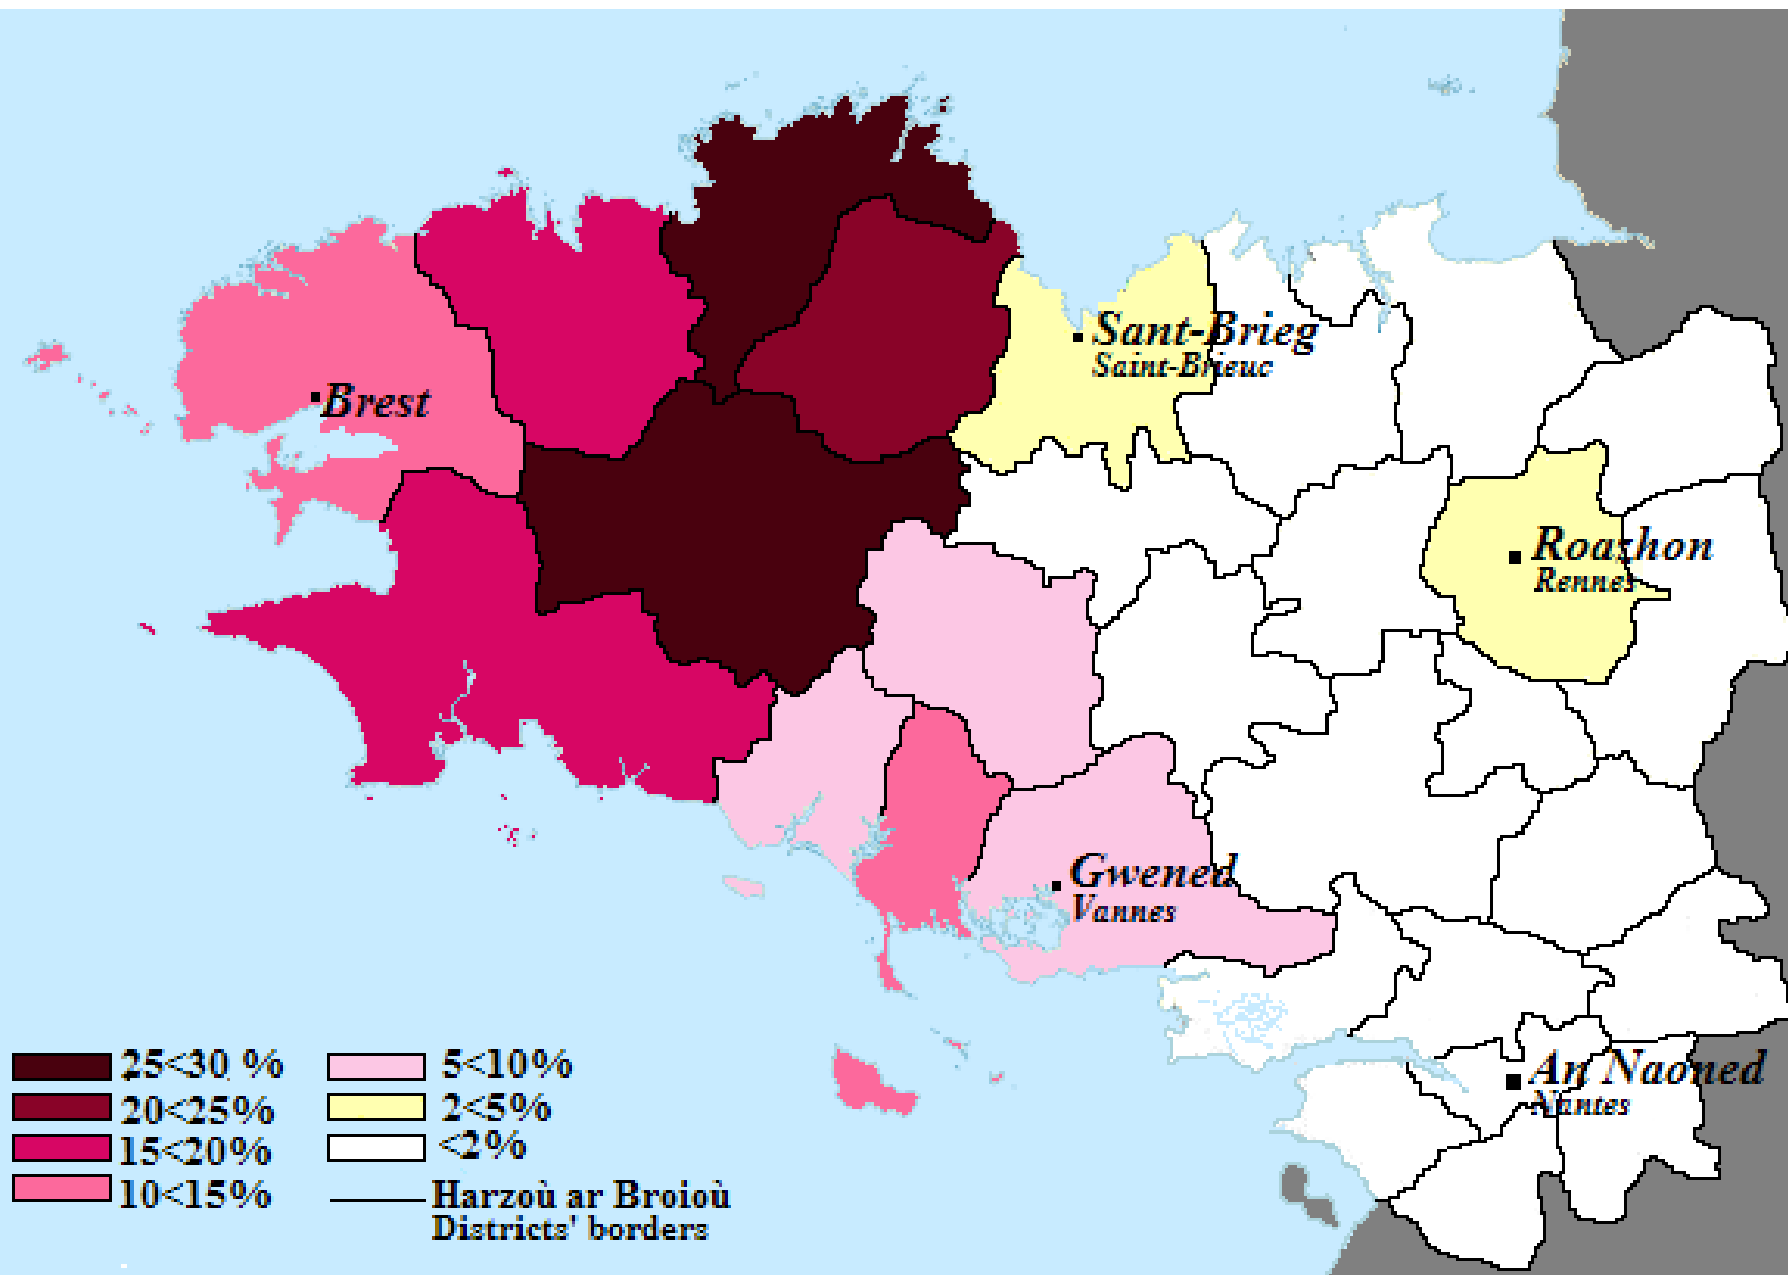 Sant-Brieg
Saint-Brieuc
Brest
Roazhon
Rennes
Gwened
Vannes
An Naoned
Nantes
25<30 %
20<25%
15<20%
10<15%
5<10%
2<5%
<2%
Harzoù ar Broioù
Districts' borders